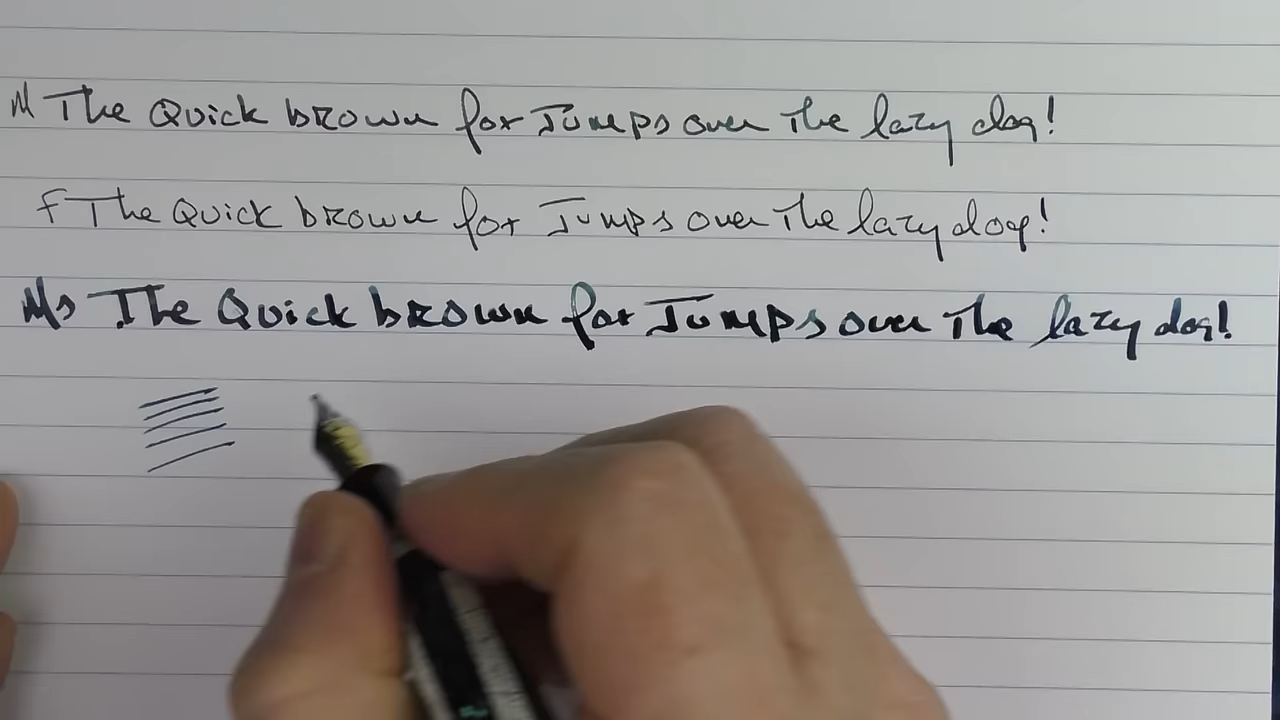 M The Quick brown fox Jumps over The lazy dog!
F The Quick brown fox Jumps over The lazy dog!
Ms The Quick brown fox Jumps over The lazy dog!